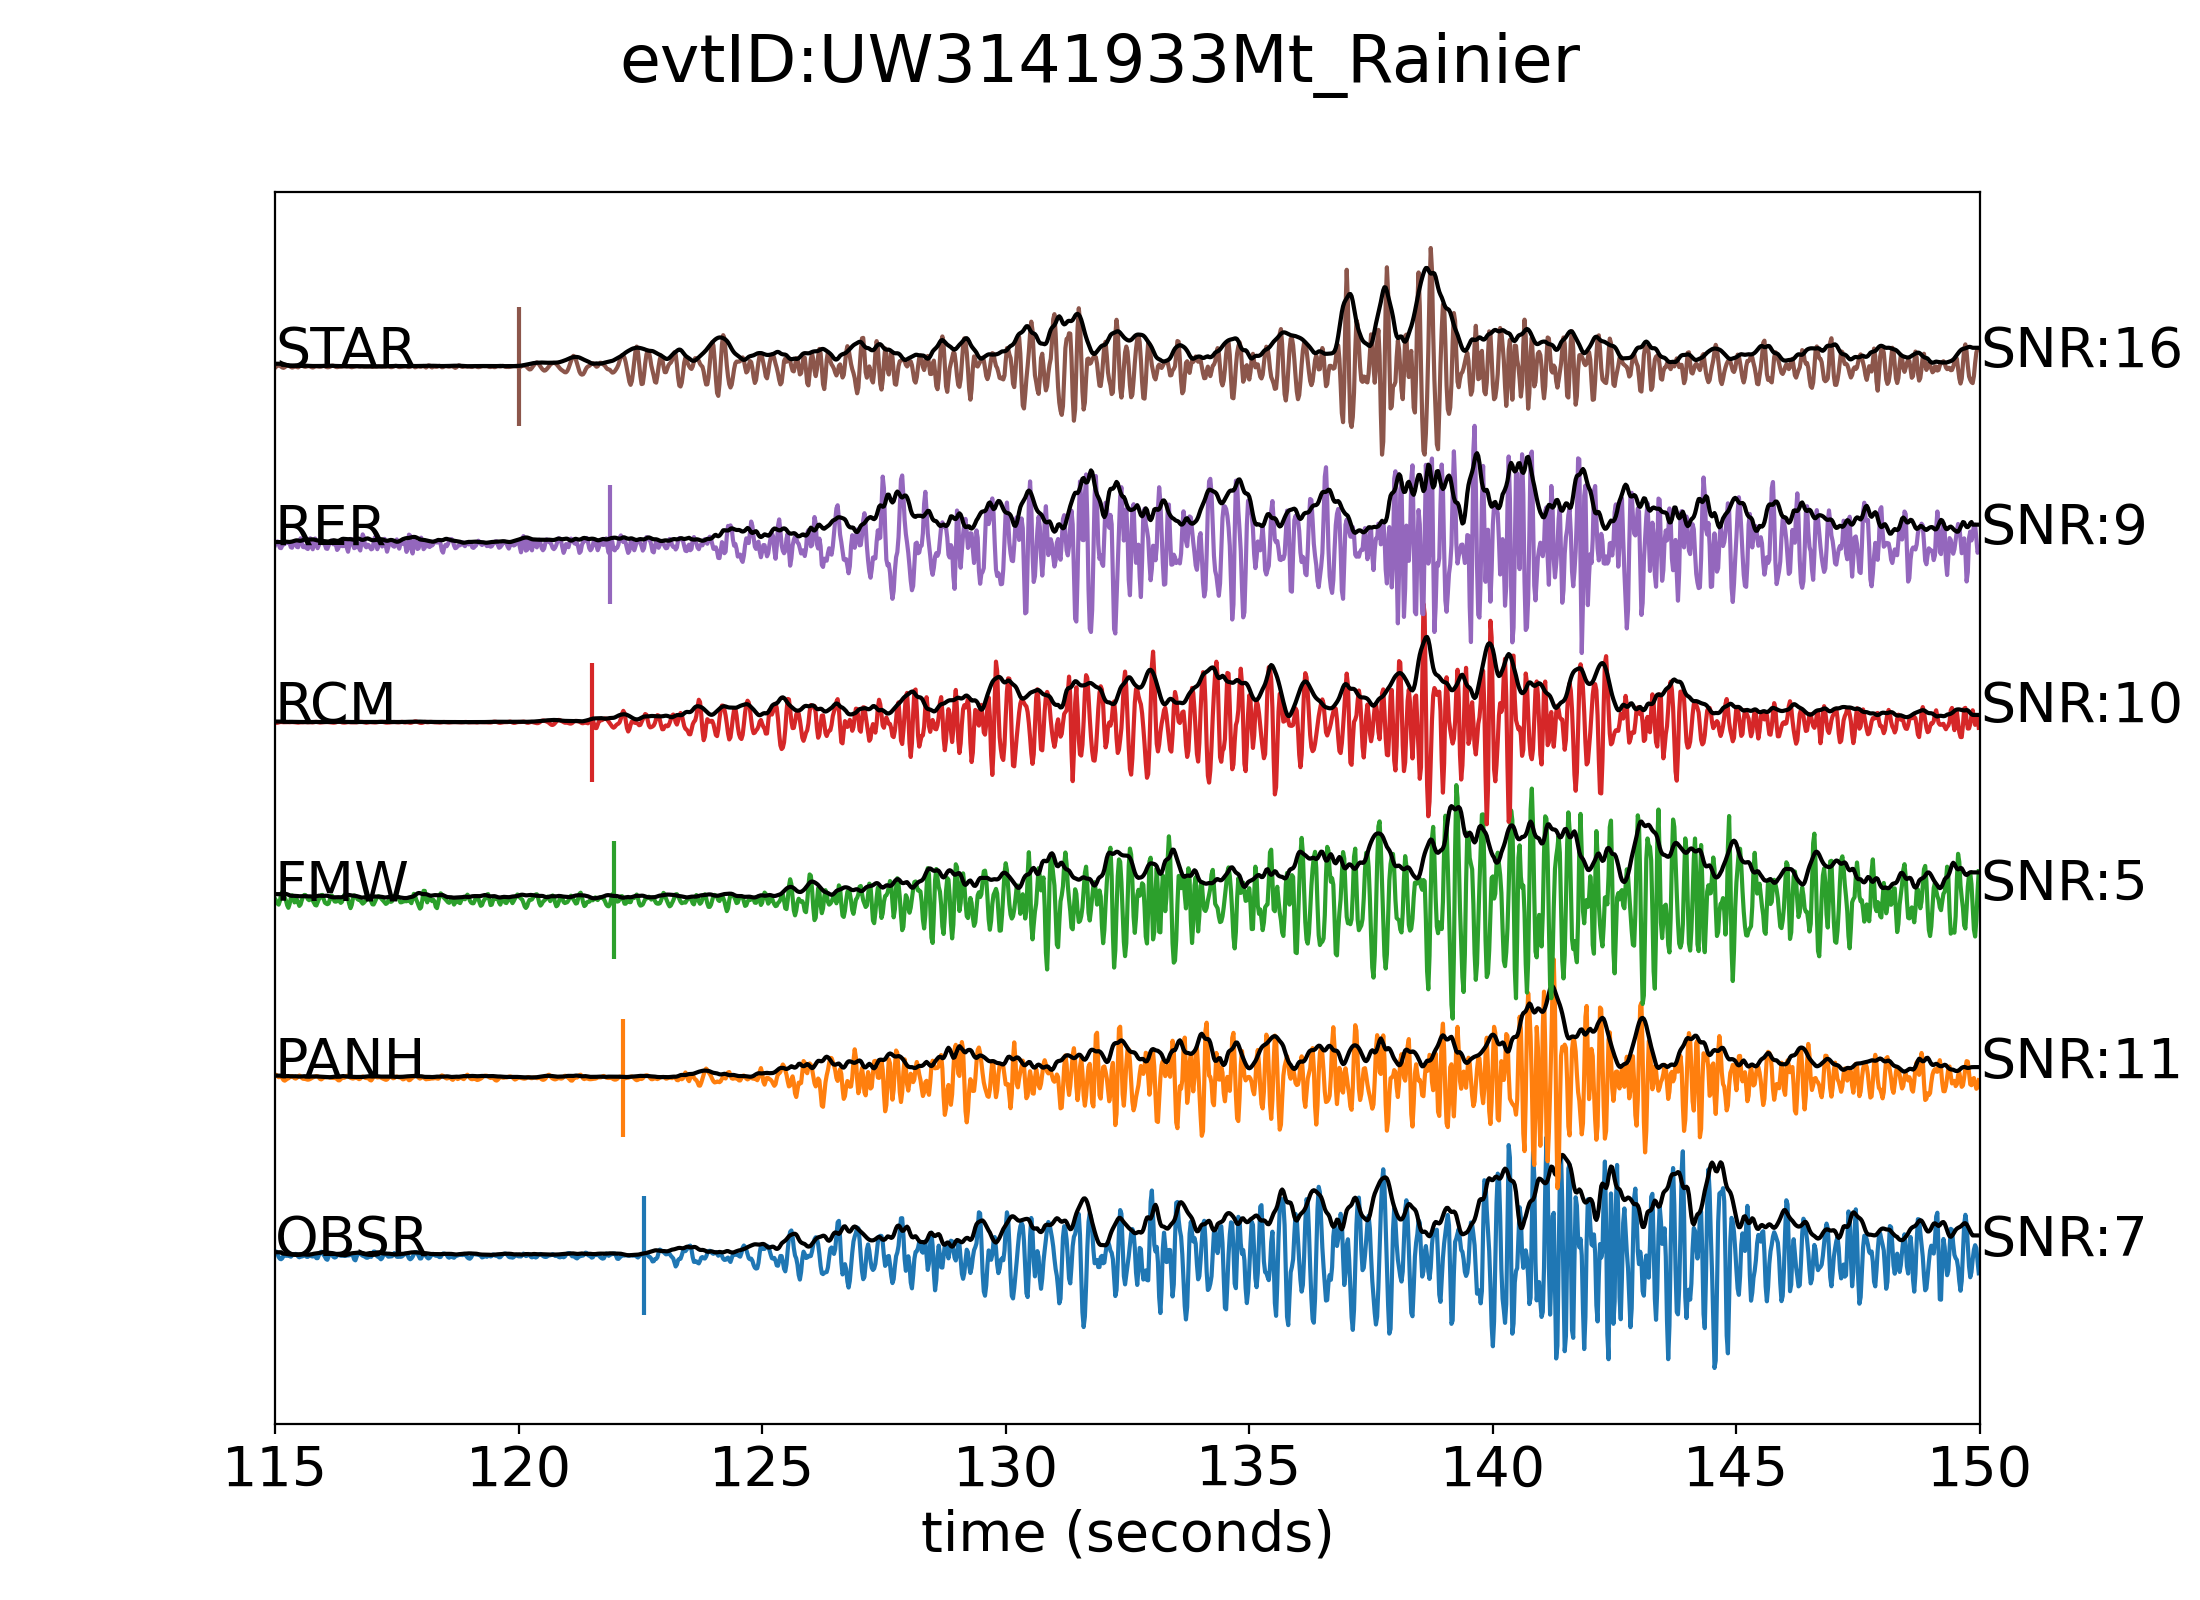 evtID:UW3141933Mt_Rainier
STAR SNR:16
RER SNR:9
RCM SNR:10
EMW SNR:5
PANH SNR:11
OBSR SNR:7
115 120 125 130 135 140 145 150
time (seconds)